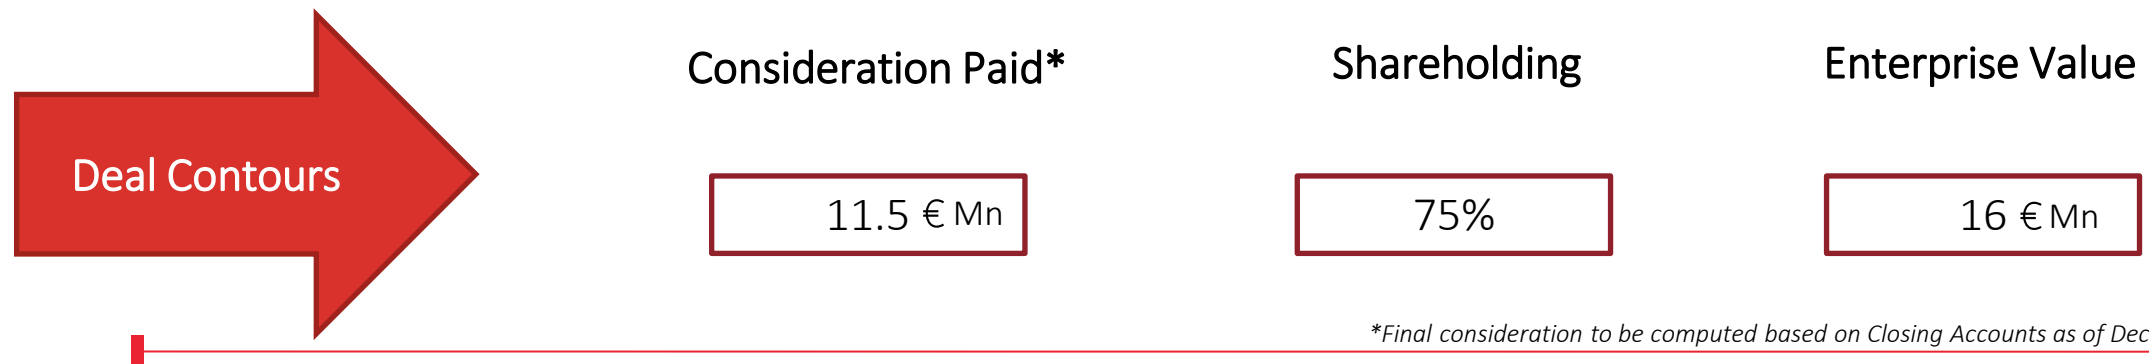 Deal Contours
Consideration Paid*
Shareholding
Enterprise Value
11.5 € Mn
75%
16 € Mn
*Final consideration to be computed based on Closing Accounts as of Dec